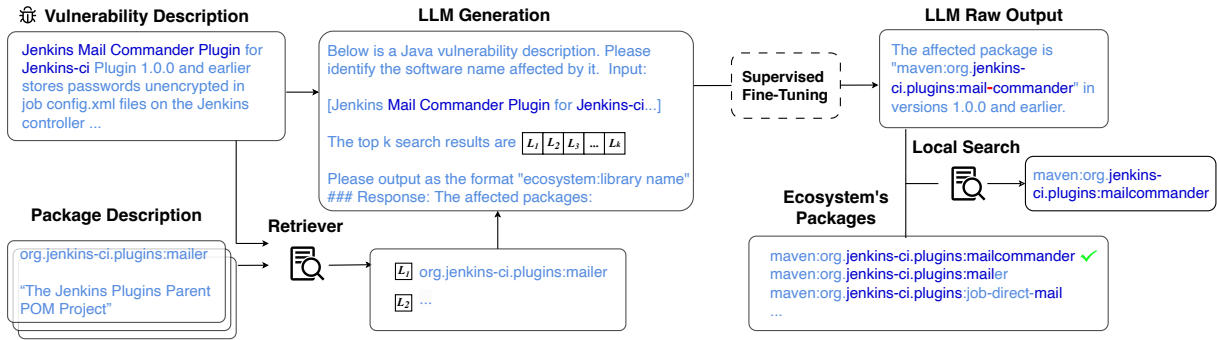 Vulnerability Description
Jenkins Mail Commander Plugin for
Jenkins-ci Plugin 1.0.0 and earlier
stores passwords unencrypted in
job config.xml files on the Jenkins
controller ...
Package Description
org.jenkins-ci.plugins:mailer
“The Jenkins Plugins Parent
POM Project”
Retriever
LLM Generation
Below is a Java vulnerability description. Please
identify the software name affected by it.  Input:
[Jenkins Mail Commander Plugin for Jenkins-ci...]
The top k search results are L1 L2 L3 ... Lk
Please output as the format "ecosystem:library name"
### Response: The affected packages:
L1 org.jenkins-ci.plugins:mailer
L2 ...
Supervised
Fine-Tuning
LLM Raw Output
The affected package is
"maven:org.jenkins-
ci.plugins:mail-commander" in
versions 1.0.0 and earlier.
Local Search
maven:org.jenkins-
ci.plugins:mailcommander
Ecosystem's
Packages
maven:org.jenkins-ci.plugins:mailcommander ✓
maven:org.jenkins-ci.plugins:mailer
maven:org.jenkins-ci.plugins:job-direct-mail
...